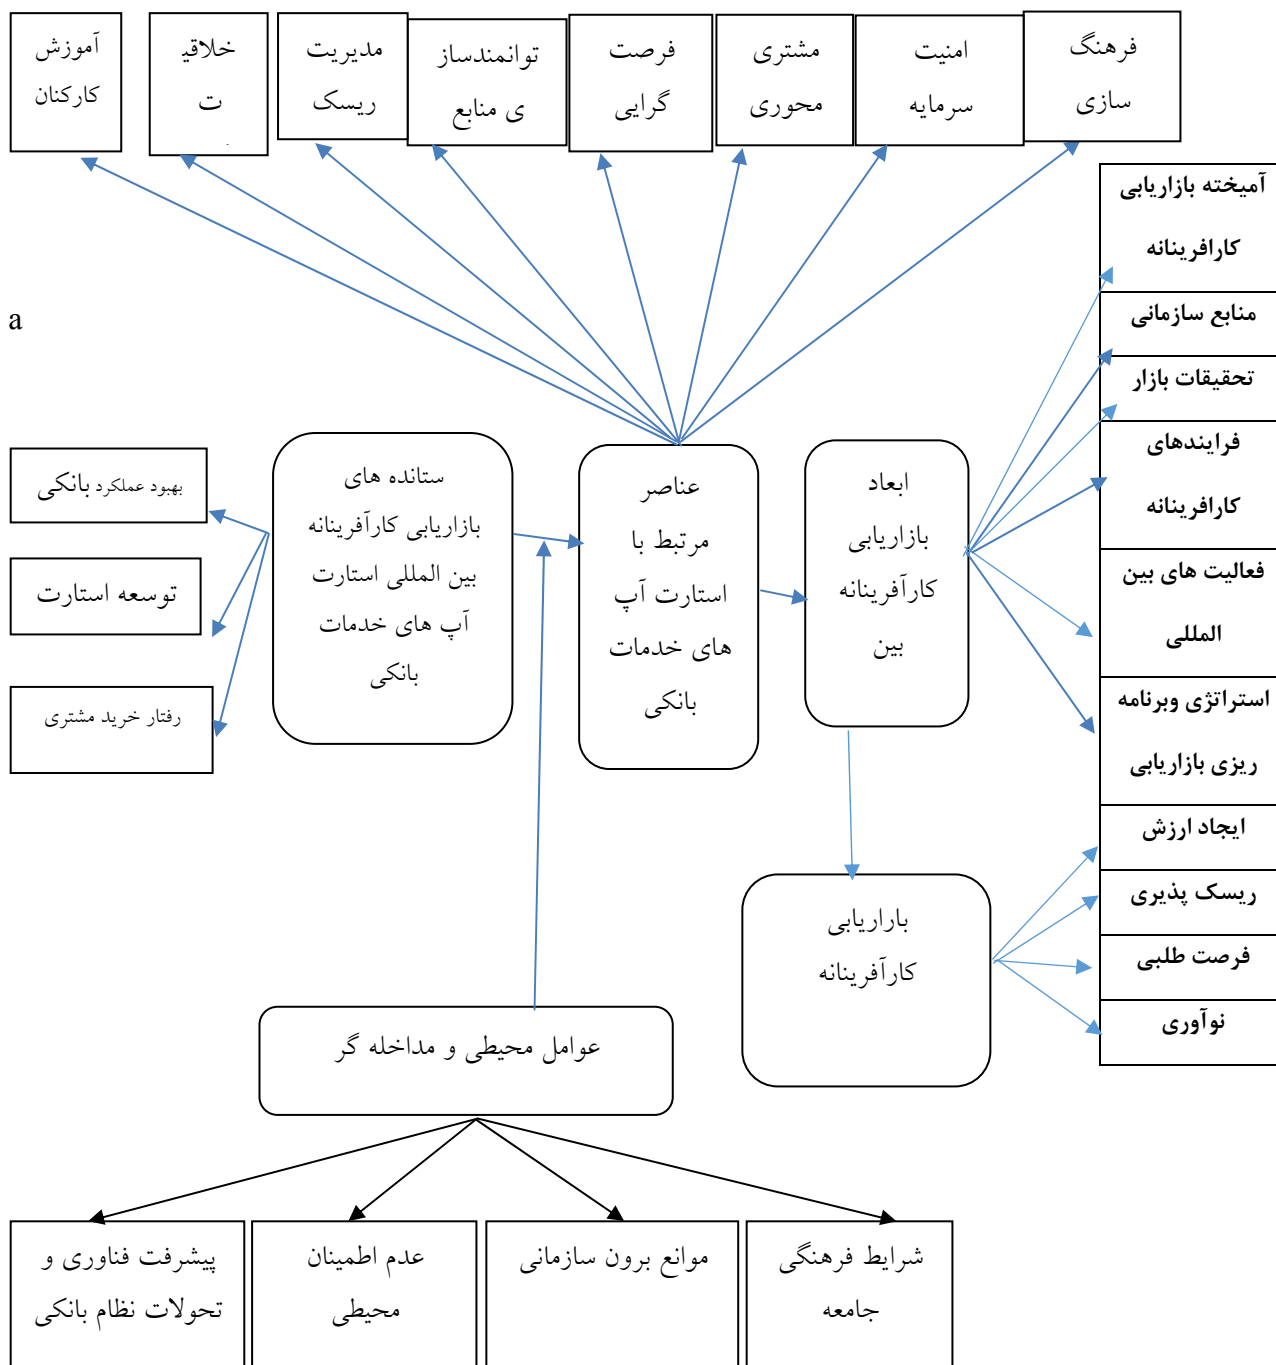 فرهنگ
سازی
امنیت
سرمایه
مشتری
محوری
فرصت
گرایی
توانمندساز
ی منابع
مدیریت
ریسک
خلاقی
ت
آموزش
کارکنان
آمیخته بازاریابی
کارافرینانه
منابع سازمانی
تحقیقات بازار
فرایندهای
کارافرینانه
فعالیت های بین
المللی
استراتژی وبرنامه
ریزی بازاریابی
ایجاد ارزش
ریسک پذیری
فرصت طلبی
نوآوری
a
ابعاد
بازاریابی
کارآفرینانه
بین
عناصر
مرتبط با
استارت آپ
های خدمات
بانکی
ستانده های
بازاریابی کارآفرینانه
بین المللی استارت
آپ های خدمات
بانکی
بهبود عملکرد بانکی
توسعه استارت
رفتار خرید مشتری
باراریابی
کارآفرینانه
عوامل محیطی و مداخله گر
شرایط فرهنگی
جامعه
موانع برون سازمانی
عدم اطمینان
محیطی
پیشرفت فناوری و
تحولات نظام بانکی